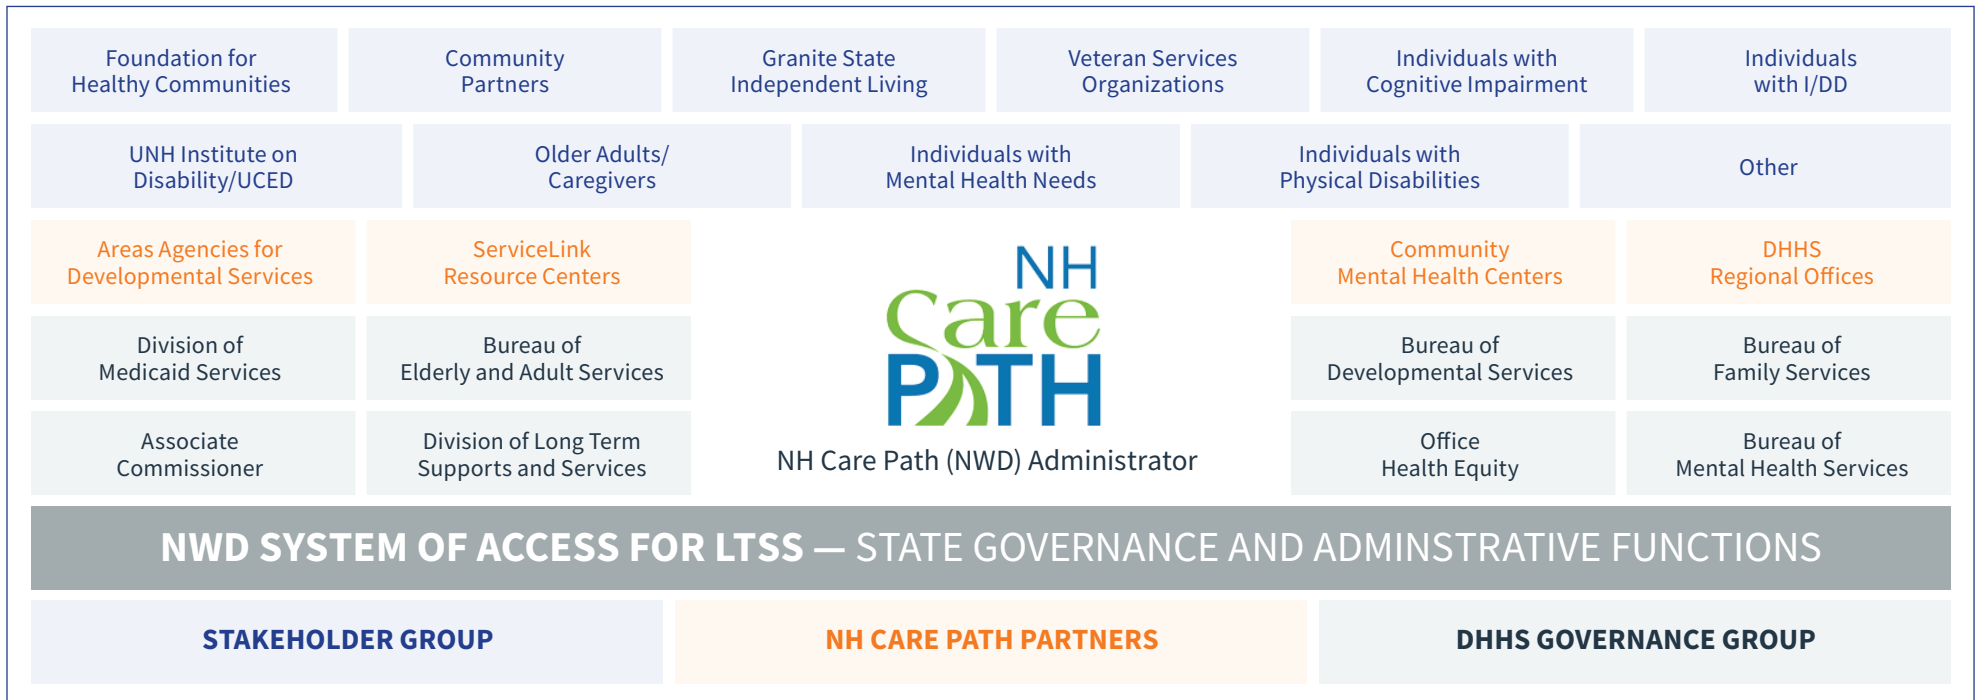 Foundation for
Healthy Communities
Community
Partners
Granite State
Independent Living
Veteran Services
Organizations
Individuals with
Cognitive Impairment
Individuals
with I/DD
UNH Institute on
Disability/UCED
Older Adults/
Caregivers
Individuals with
Mental Health Needs
Individuals with
Physical Disabilities
Other
Areas Agencies for
Developmental Services
ServiceLink
Resource Centers
NH
Care
PATH
NH Care Path (NWD) Administrator
Community
Mental Health Centers
DHHS
Regional Offices
Division of
Medicaid Services
Bureau of
Elderly and Adult Services
Bureau of
Developmental Services
Bureau of
Family Services
Associate
Commissioner
Division of Long Term
Supports and Services
Office
Health Equity
Bureau of
Mental Health Services
NWD SYSTEM OF ACCESS FOR LTSS — STATE GOVERNANCE AND ADMINSTRATIVE FUNCTIONS
STAKEHOLDER GROUP
NH CARE PATH PARTNERS
DHHS GOVERNANCE GROUP